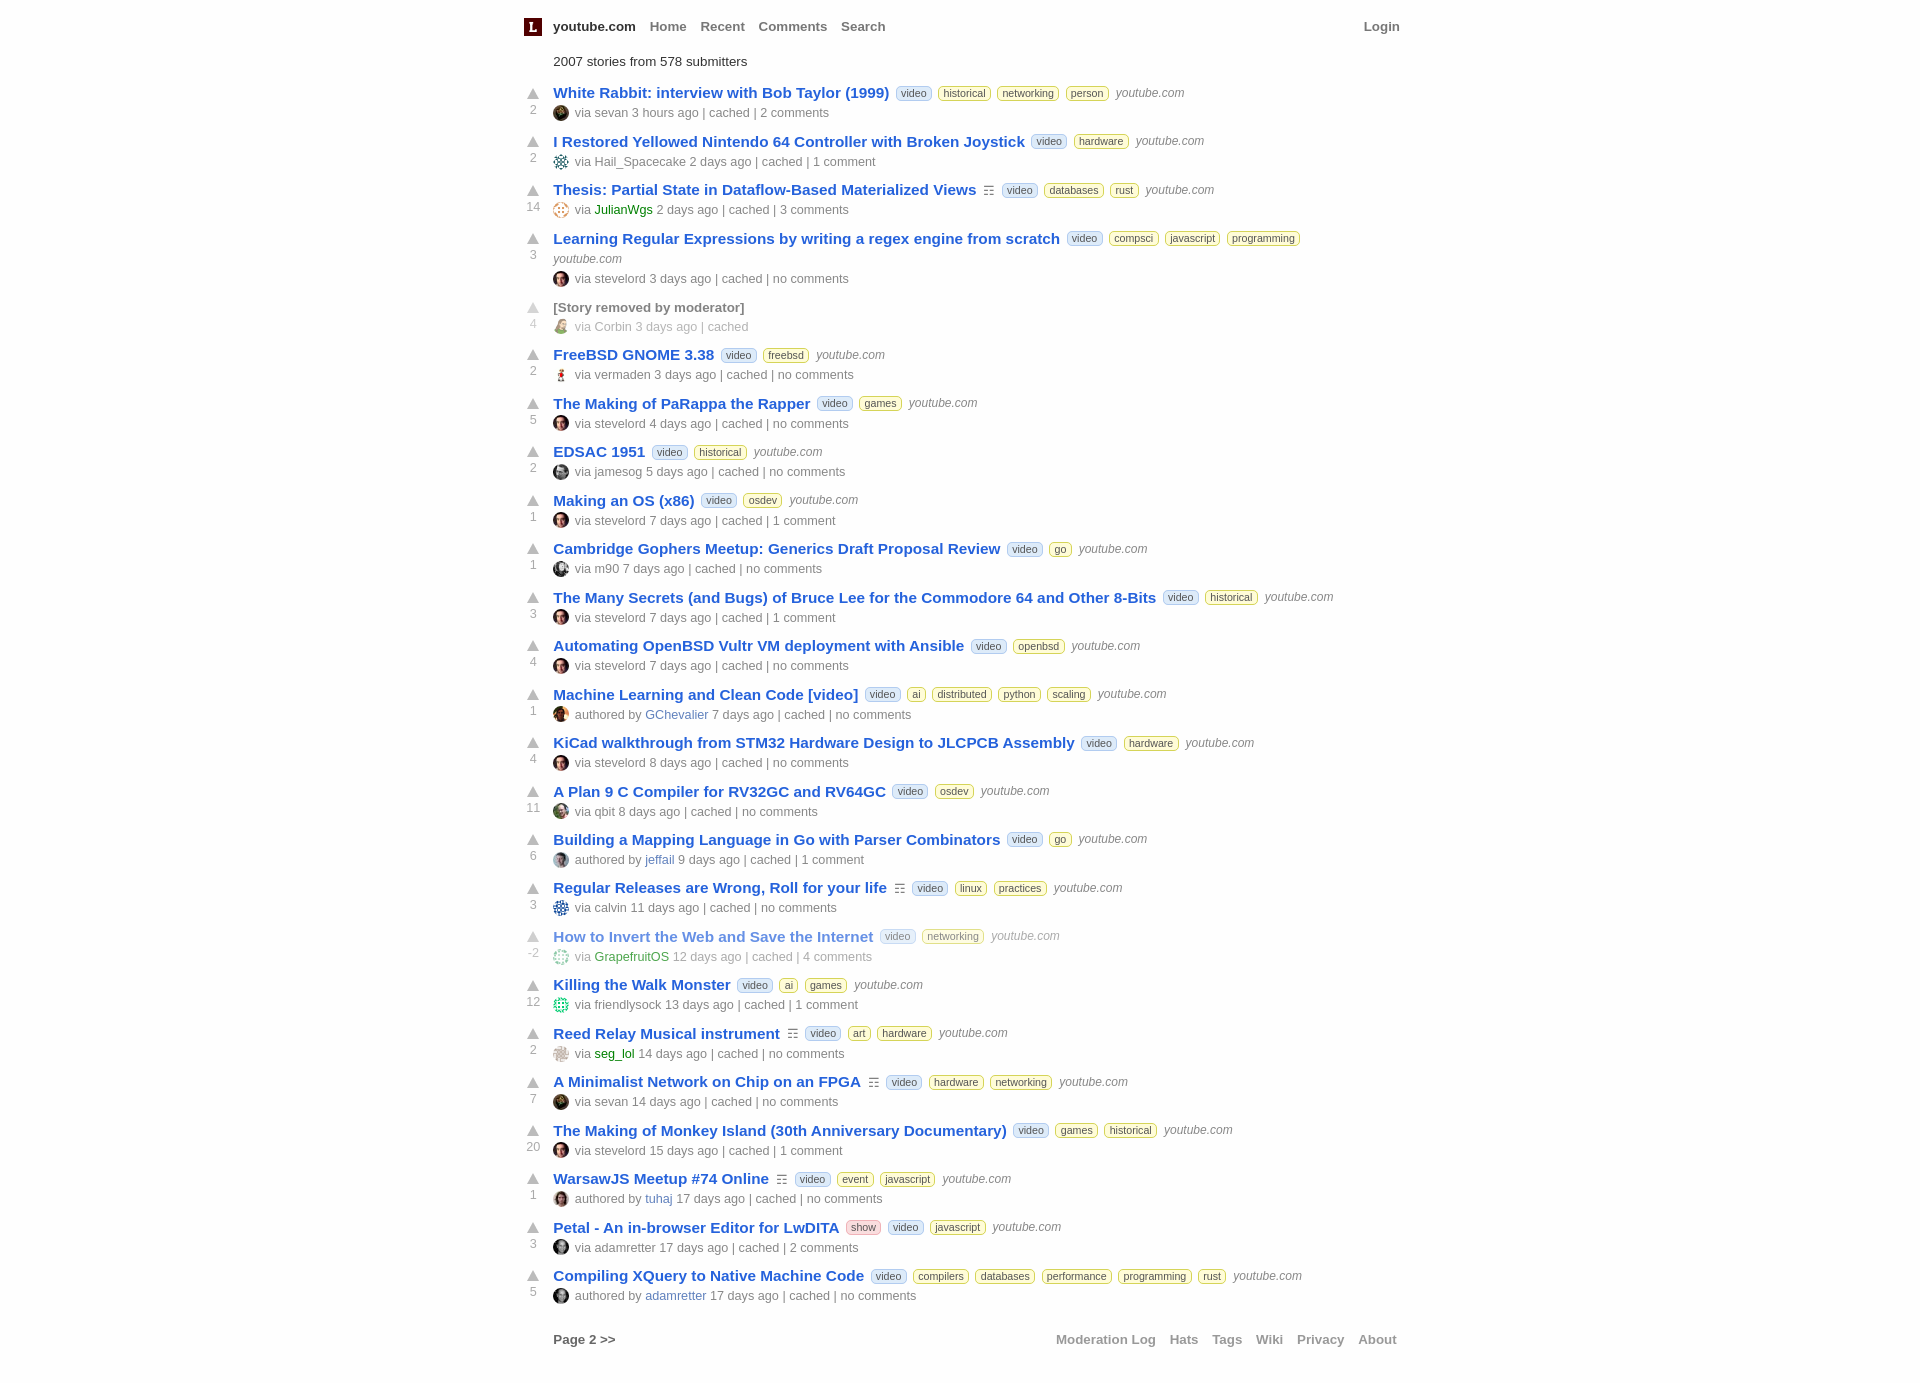 L youtube.com Home Recent Comments Search Login
2007 stories from 578 submitters
White Rabbit: interview with Bob Taylor (1999) video historical networking person youtube.com
2 via sevan 3 hours ago | cached | 2 comments
I Restored Yellowed Nintendo 64 Controller with Broken Joystick video hardware youtube.com
2 via Hail_Spacecake 2 days ago | cached | 1 comment
Thesis: Partial State in Dataflow-Based Materialized Views ☶ video databases rust youtube.com
14 via JulianWgs 2 days ago | cached | 3 comments
Learning Regular Expressions by writing a regex engine from scratch video compsci javascript programming
3 youtube.com
via stevelord 3 days ago | cached | no comments
[Story removed by moderator]
4 via Corbin 3 days ago | cached
FreeBSD GNOME 3.38 video freebsd youtube.com
2 via vermaden 3 days ago | cached | no comments
The Making of PaRappa the Rapper video games youtube.com
5 via stevelord 4 days ago | cached | no comments
EDSAC 1951 video historical youtube.com
2 via jamesog 5 days ago | cached | no comments
Making an OS (x86) video osdev youtube.com
1 via stevelord 7 days ago | cached | 1 comment
Cambridge Gophers Meetup: Generics Draft Proposal Review video go youtube.com
1 via m90 7 days ago | cached | no comments
The Many Secrets (and Bugs) of Bruce Lee for the Commodore 64 and Other 8-Bits video historical youtube.com
3 via stevelord 7 days ago | cached | 1 comment
Automating OpenBSD Vultr VM deployment with Ansible video openbsd youtube.com
4 via stevelord 7 days ago | cached | no comments
Machine Learning and Clean Code [video] video ai distributed python scaling youtube.com
1 authored by GChevalier 7 days ago | cached | no comments
KiCad walkthrough from STM32 Hardware Design to JLCPCB Assembly video hardware youtube.com
4 via stevelord 8 days ago | cached | no comments
A Plan 9 C Compiler for RV32GC and RV64GC video osdev youtube.com
11 via qbit 8 days ago | cached | no comments
Building a Mapping Language in Go with Parser Combinators video go youtube.com
6 authored by jeffail 9 days ago | cached | 1 comment
Regular Releases are Wrong, Roll for your life ☶ video linux practices youtube.com
3 via calvin 11 days ago | cached | no comments
How to Invert the Web and Save the Internet video networking youtube.com
-2 via GrapefruitOS 12 days ago | cached | 4 comments
Killing the Walk Monster video ai games youtube.com
12 via friendlysock 13 days ago | cached | 1 comment
Reed Relay Musical instrument ☶ video art hardware youtube.com
2 via seg_lol 14 days ago | cached | no comments
A Minimalist Network on Chip on an FPGA ☶ video hardware networking youtube.com
7 via sevan 14 days ago | cached | no comments
The Making of Monkey Island (30th Anniversary Documentary) video games historical youtube.com
20 via stevelord 15 days ago | cached | 1 comment
WarsawJS Meetup #74 Online ☶ video event javascript youtube.com
1 authored by tuhaj 17 days ago | cached | no comments
Petal - An in-browser Editor for LwDITA show video javascript youtube.com
3 via adamretter 17 days ago | cached | 2 comments
Compiling XQuery to Native Machine Code video compilers databases performance programming rust youtube.com
5 authored by adamretter 17 days ago | cached | no comments
Page 2 >> Moderation Log Hats Tags Wiki Privacy About